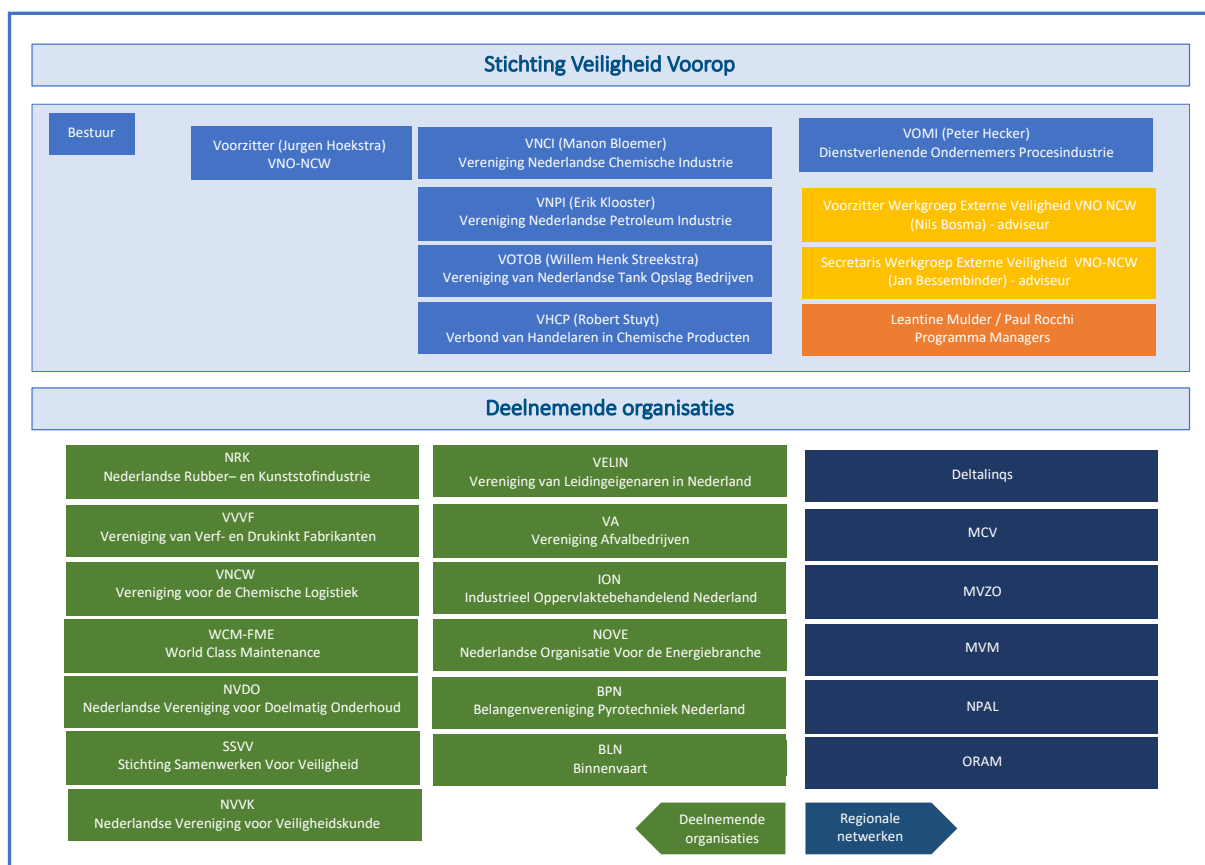 Stichting Veiligheid Voorop
Bestuur
Voorzitter (Jurgen Hoekstra)
VNO-NCW
VNCI (Manon Bloemer)
Vereniging Nederlandse Chemische Industrie
VNPI (Erik Klooster)
Vereniging Nederlandse Petroleum Industrie
VOTOB (Willem Henk Streekstra)
Vereniging van Nederlandse Tank Opslag Bedrijven
VHCP (Robert Stuyt)
Verbond van Handelaren in Chemische Producten
VOMI (Peter Hecker)
Dienstverlenende Ondernemers Procesindustrie
Voorzitter Werkgroep Externe Veiligheid VNO NCW
(Nils Bosma) - adviseur
Secretaris Werkgroep Externe Veiligheid VNO-NCW
(Jan Bessembinder) - adviseur
Leantine Mulder / Paul Rocchi
Programma Managers
Deelnemende organisaties
NRK
Nederlandse Rubber– en Kunststofindustrie
VVVF
Vereniging van Verf- en Drukinkt Fabrikanten
VNCW
Vereniging voor de Chemische Logistiek
WCM-FME
World Class Maintenance
NVDO
Nederlandse Vereniging voor Doelmatig Onderhoud
SSVV
Stichting Samenwerken Voor Veiligheid
NVVK
Nederlandse Vereniging voor Veiligheidskunde
VELIN
Vereniging van Leidingeigenaren in Nederland
VA
Vereniging Afvalbedrijven
ION
Industrieel Oppervlaktebehandelend Nederland
NOVE
Nederlandse Organisatie Voor de Energiebranche
BPN
Belangenvereniging Pyrotechniek Nederland
BLN
Binnenvaart
Deltalinqs
MCV
MVZO
MVM
NPAL
ORAM
Deelnemende
organisaties
Regionale
netwerken